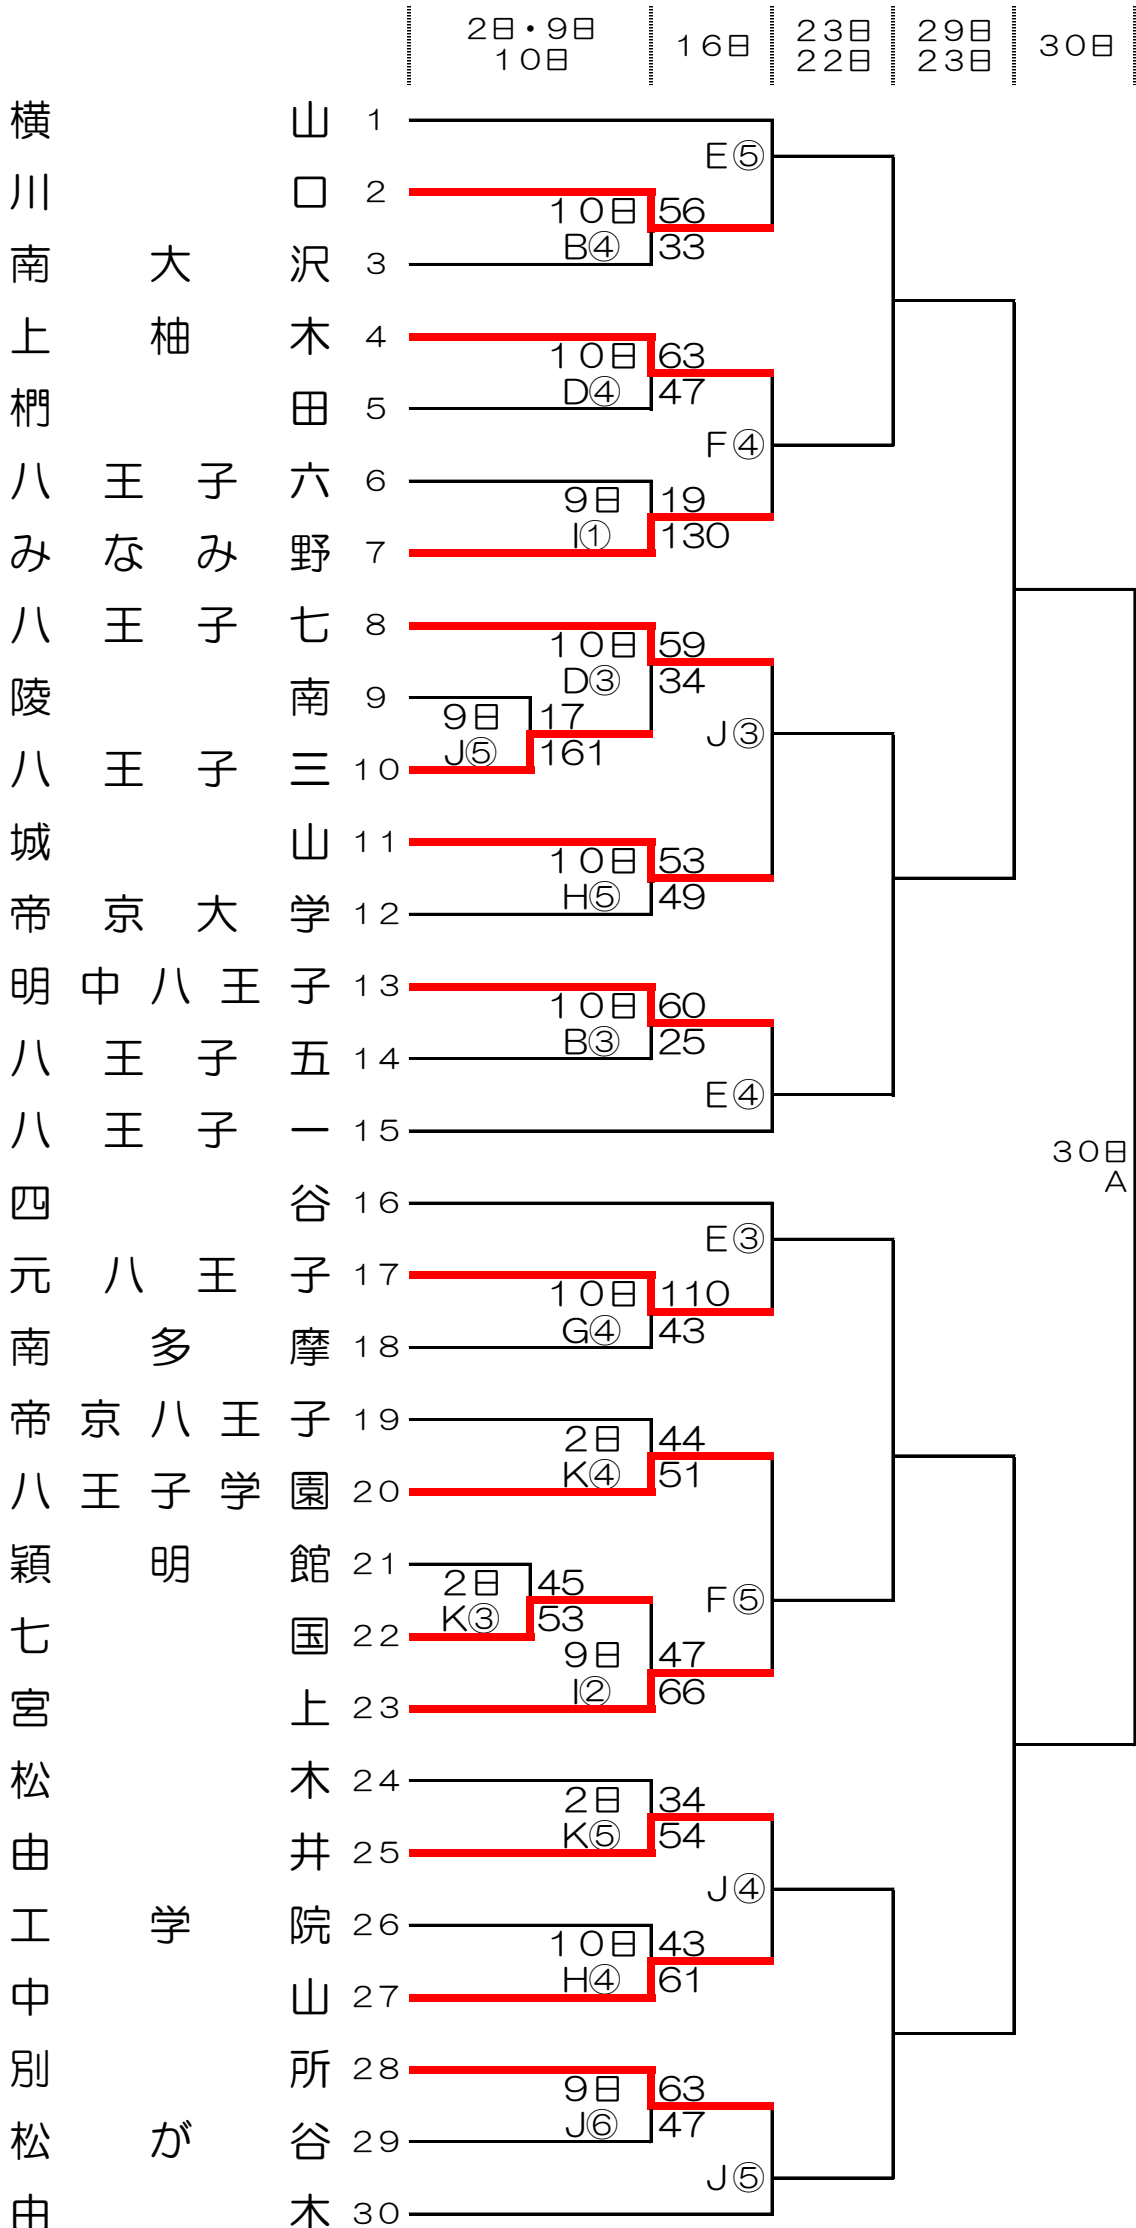 2日・9日
10日
16日
23日
22日
29日
23日
30日
横山 1
E⑤
川口 2
10日 56
B④ 33
南大沢 3
上柚木 4
10日 63
D④ 47
椚田 5
F④
八王子六 6
9日 19
I① 130
みなみ野 7
八王子七 8
10日 59
D③ 34
陵南 9
9日 17
J⑤ 161
J③
八王子三 10
城山 11
10日 53
H⑤ 49
帝京大学 12
明中八王子 13
10日 60
B③ 25
八王子五 14
E④
八王子一 15
30日
A
四谷 16
E③
元八王子 17
10日 110
G④ 43
南多摩 18
帝京八王子 19
2日 44
K④ 51
八王子学園 20
穎明館 21
2日 45
K③ 53
F⑤
七国 22
9日 47
I② 66
宮上 23
松木 24
2日 34
K⑤ 54
由井 25
J④
工学院 26
10日 43
H④ 61
中山 27
別所 28
9日 63
J⑥ 47
松が谷 29
J⑤
由木 30